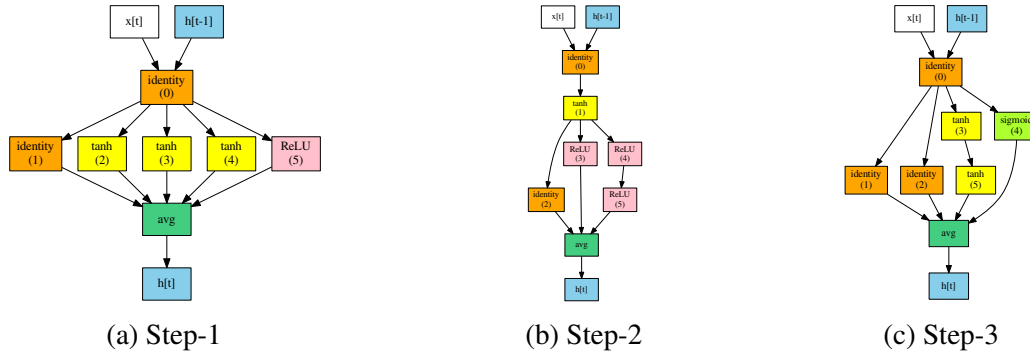 x[t]
h[t-1]
identity
(0)
identity
(1)
tanh
(2)
tanh
(3)
tanh
(4)
ReLU
(5)
avg
h[t]
(a) Step-1
x[t]
h[t-1]
identity
(0)
tanh
(1)
ReLU
(3)
ReLU
(4)
identity
(2)
ReLU
(5)
avg
h[t]
(b) Step-2
x[t]
h[t-1]
identity
(0)
tanh
(3)
sigmoid
(4)
identity
(1)
identity
(2)
tanh
(5)
avg
h[t]
(c) Step-3